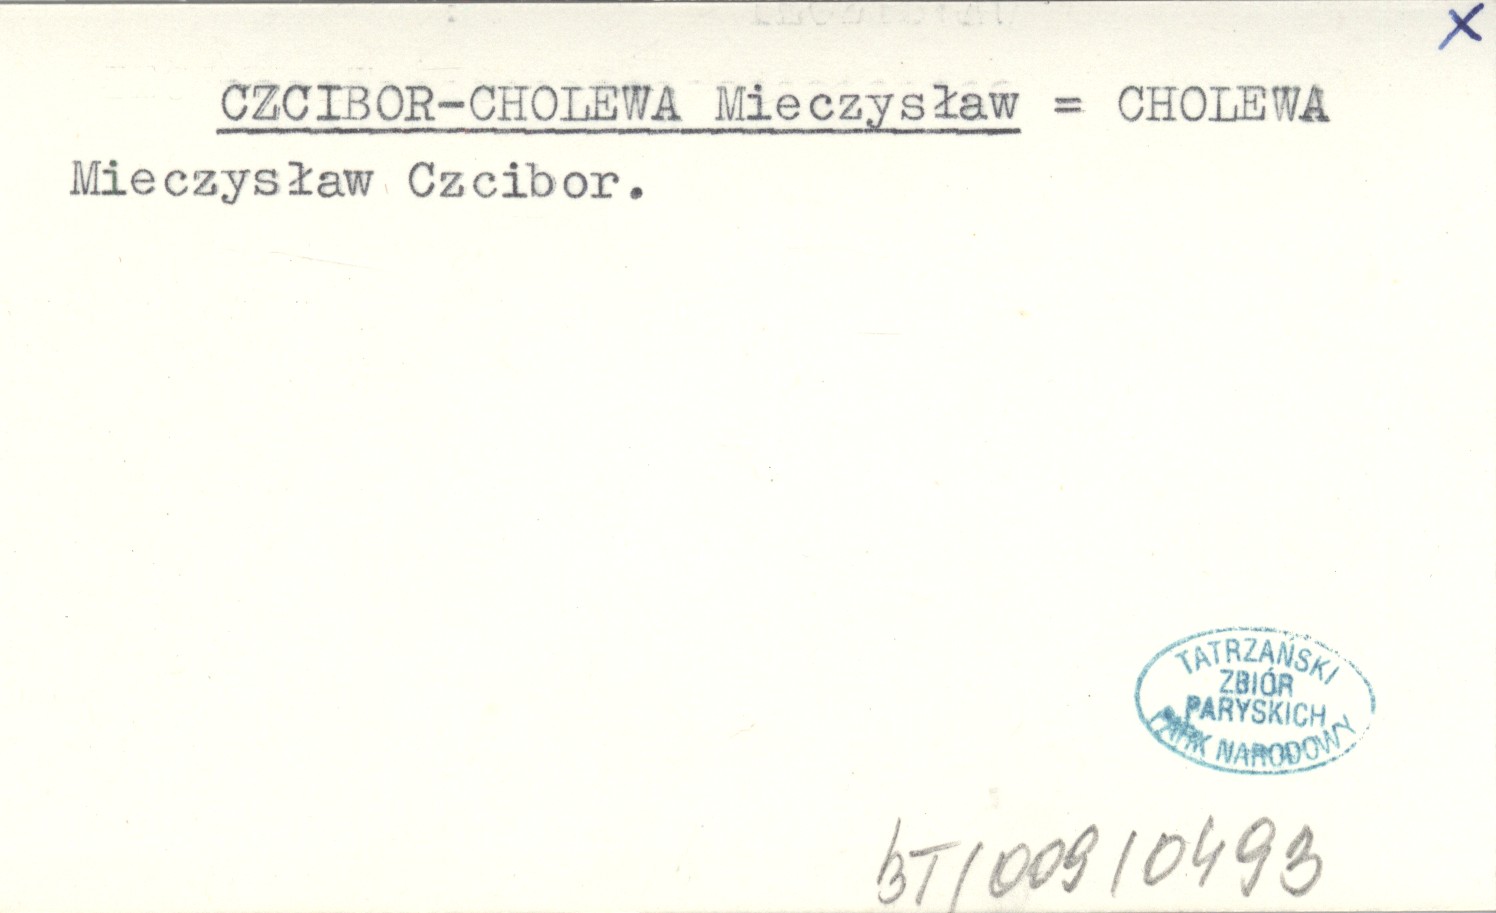 X
CZCIBOR-CHOLEWA Mieczysław = CHOLEWA
Mieczysław Czcibor.
TATRZAŃSKI
ZBIÓR
PARYSKICH
PARK NARODOWY
BT/009/0493